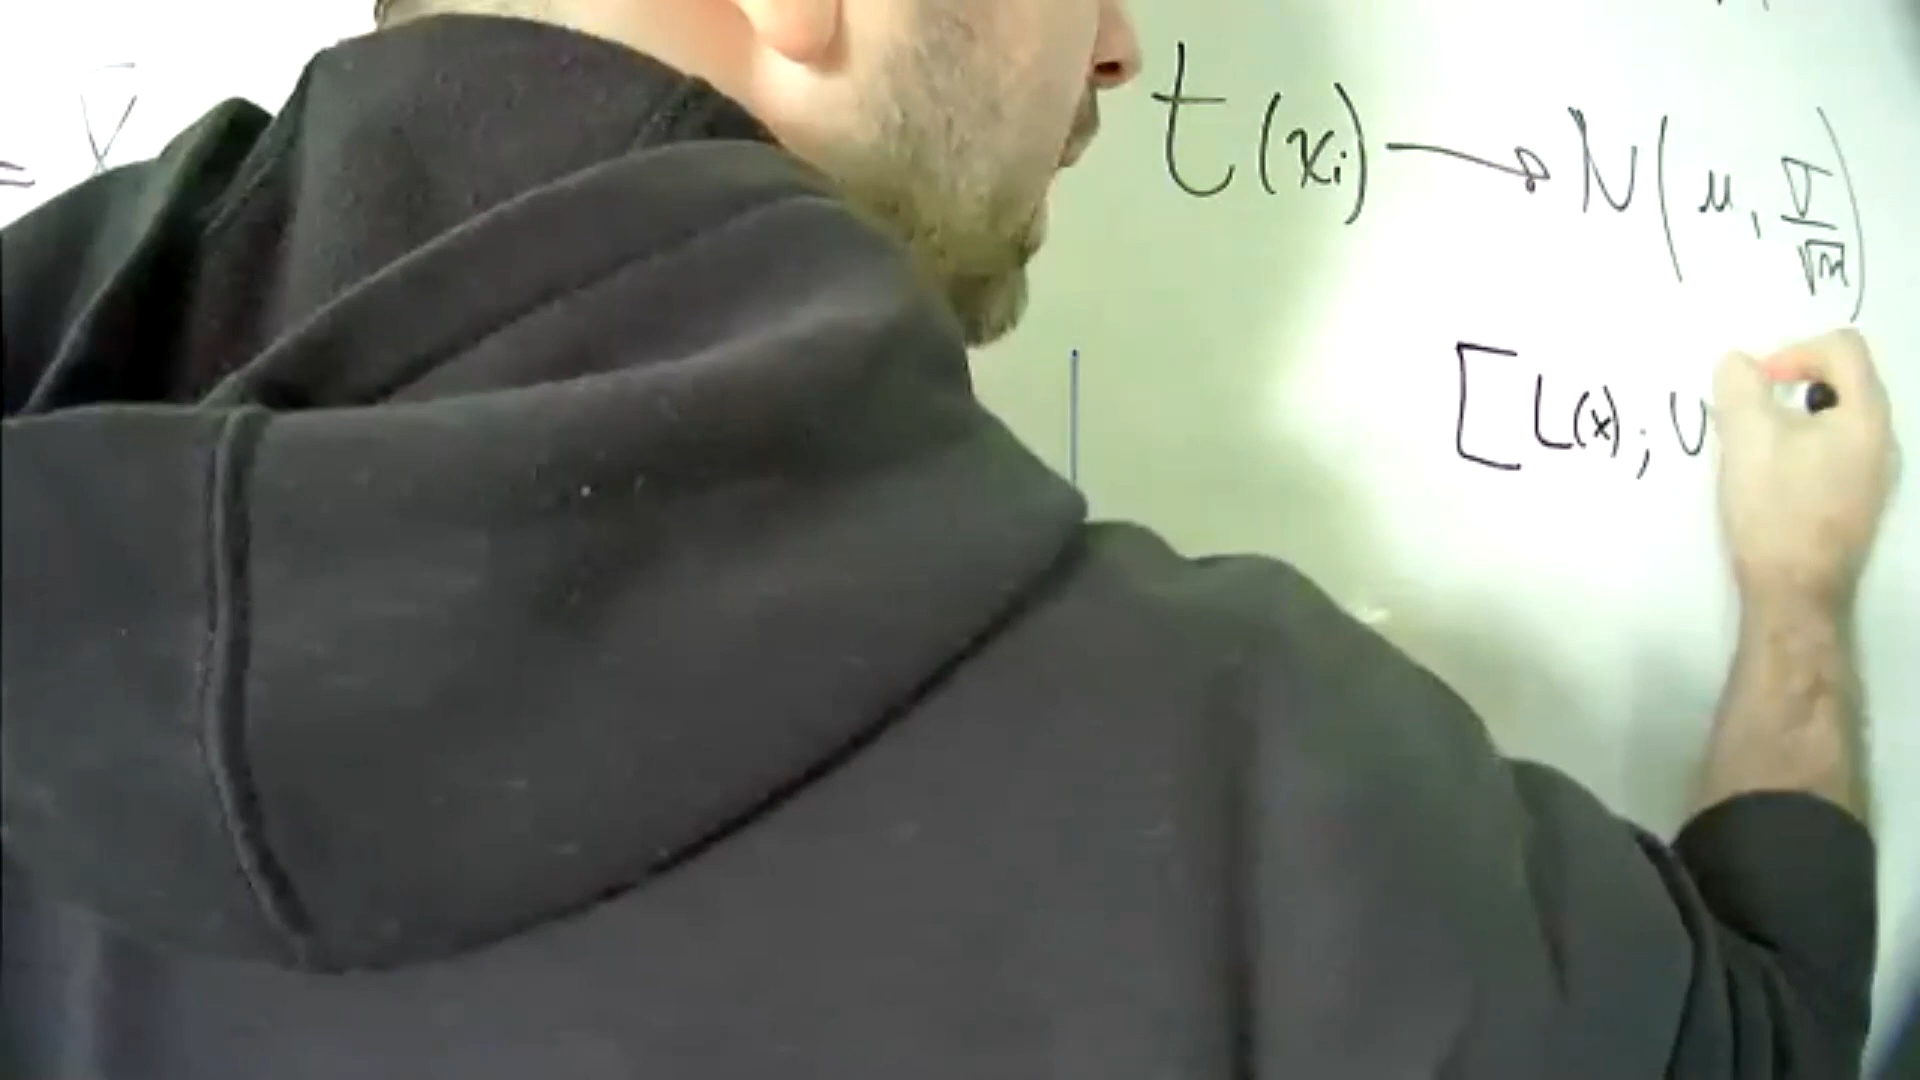 = X̄
t(xᵢ) → N(μ, σ/√n)
[L(x); U